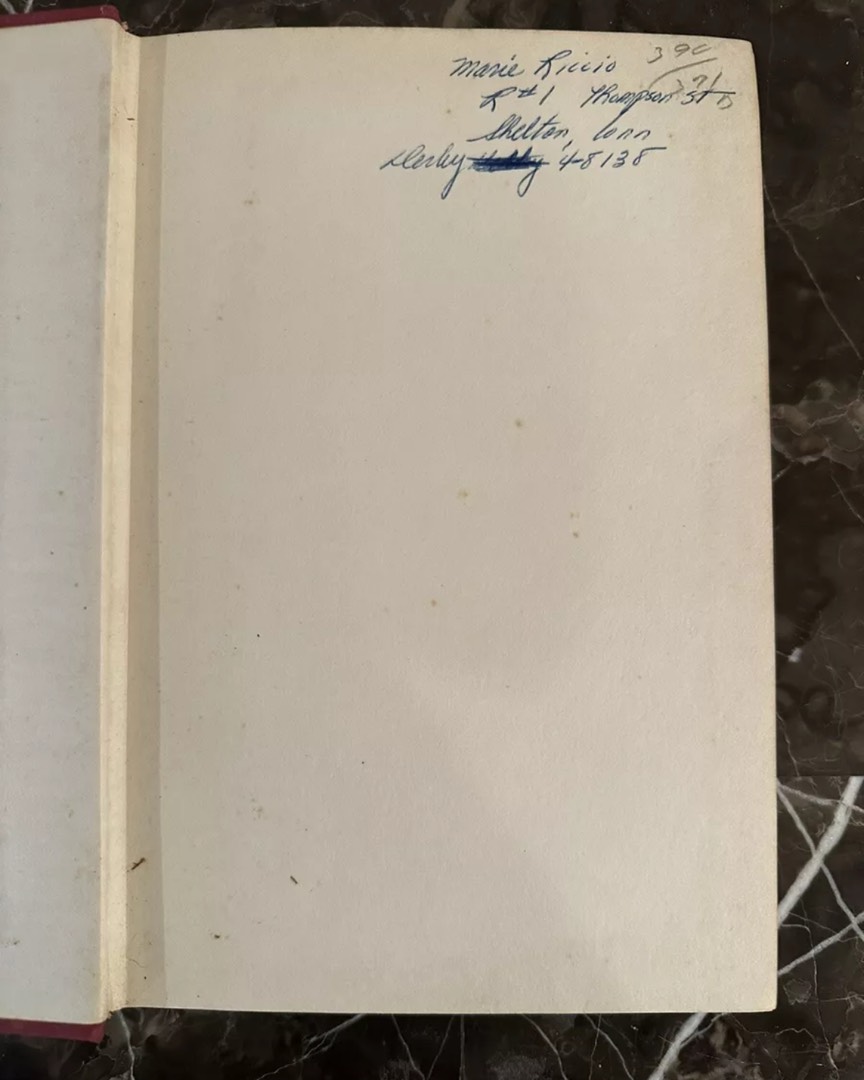 Marie Riccio 390
R#1 Thompson St
Shelton, Conn
Derby 4-8138